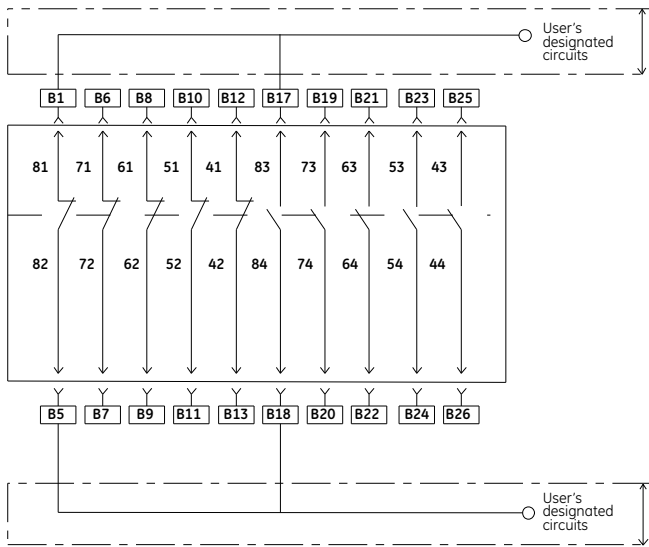 User's
designated
circuits
B1 B6 B8 B10 B12 B17 B19 B21 B23 B25
81 71 61 51 41 83 73 63 53 43
82 72 62 52 42 84 74 64 54 44
B5 B7 B9 B11 B13 B18 B20 B22 B24 B26
User's
designated
circuits